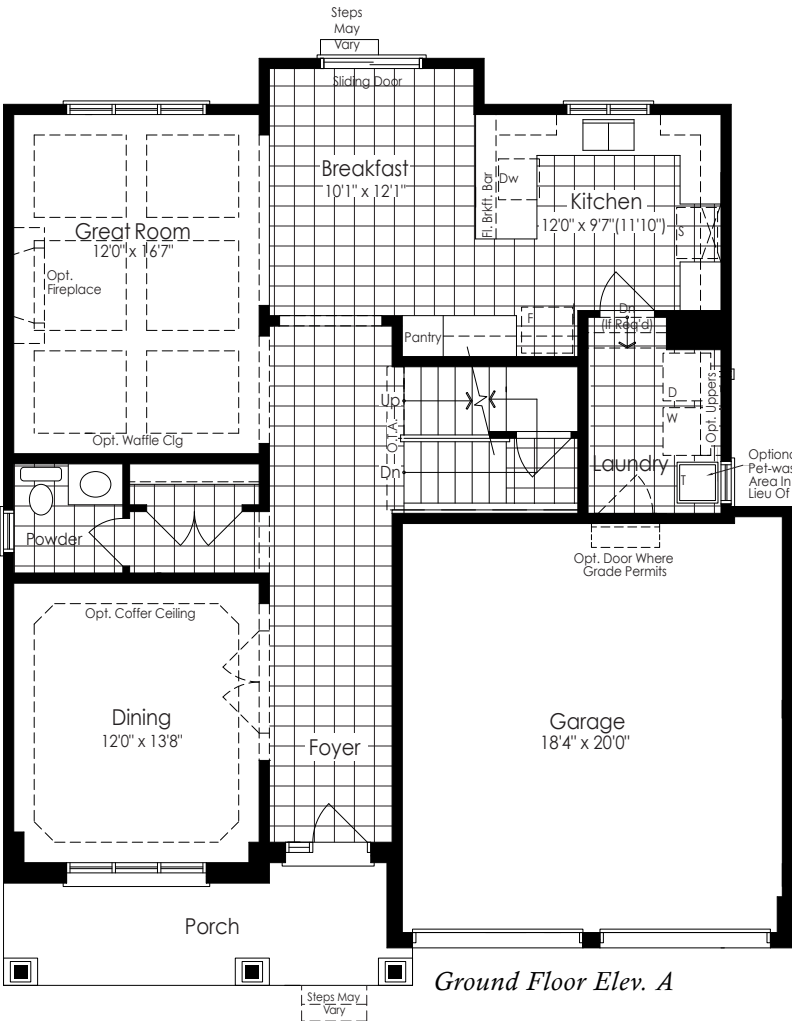 Steps
May
Vary
Sliding Door
Breakfast
10'1" x 12'1"
Fl. Brkft. Bar
Dw
Kitchen
12'0" x 9'7"(11'10")
S
Great Room
12'0" x 16'7"
Opt.
Fireplace
Opt. Waffle Clg
Pantry
F
Dn
(If Req'd)
Up
O.T.A.
Dn
D
W
Opt. Uppers
Laundry
T
Optiona
Pet-was
Area In
Lieu Of
Powder
Opt. Door Where
Grade Permits
Opt. Coffer Ceiling
Dining
12'0" x 13'8"
Foyer
Garage
18'4" x 20'0"
Porch
Ground Floor Elev. A
Steps May
Vary